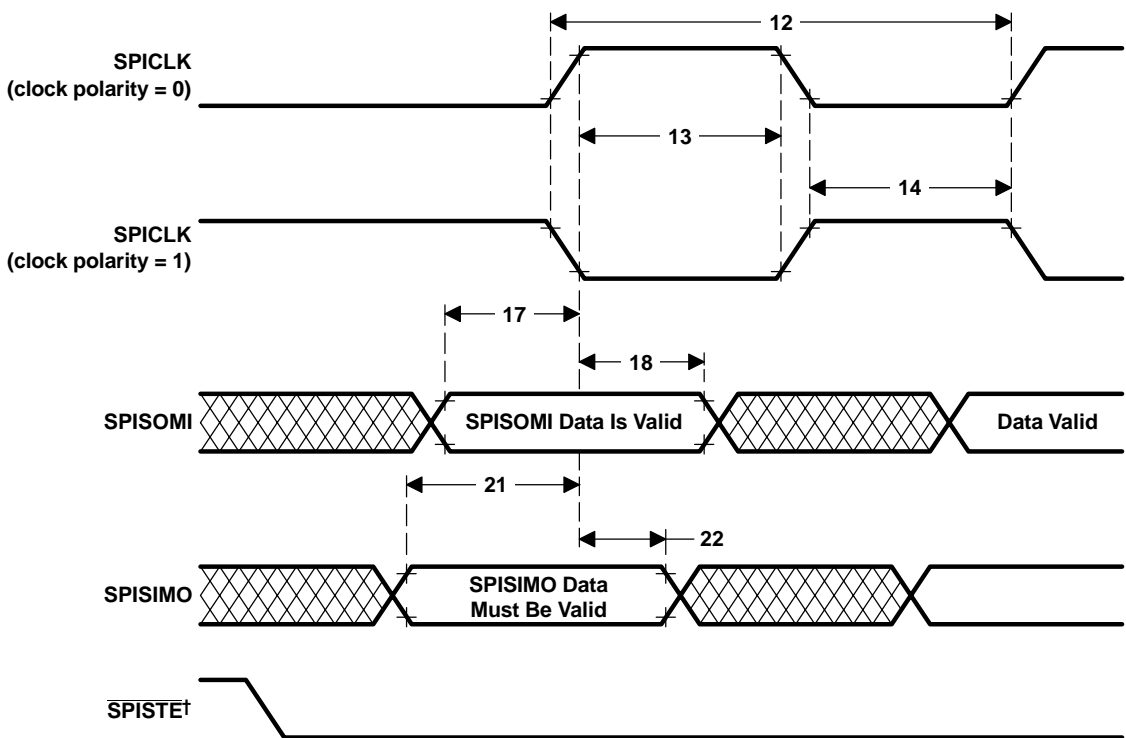 12
SPICLK
(clock polarity = 0)
13
14
SPICLK
(clock polarity = 1)
17
18
SPISOMI
SPISOMI Data Is Valid
Data Valid
21
22
SPISIMO
SPISIMO Data
Must Be Valid
SPISTE†